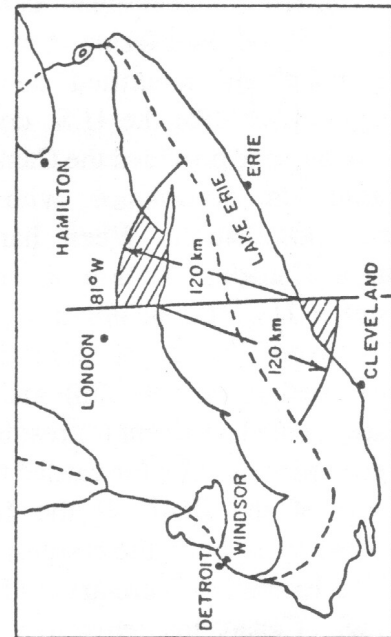 HAMILTON
81°W
LONDON
120 km
LAKE ERIE
ERIE
120 km
CLEVELAND
WINDSOR
DETROIT